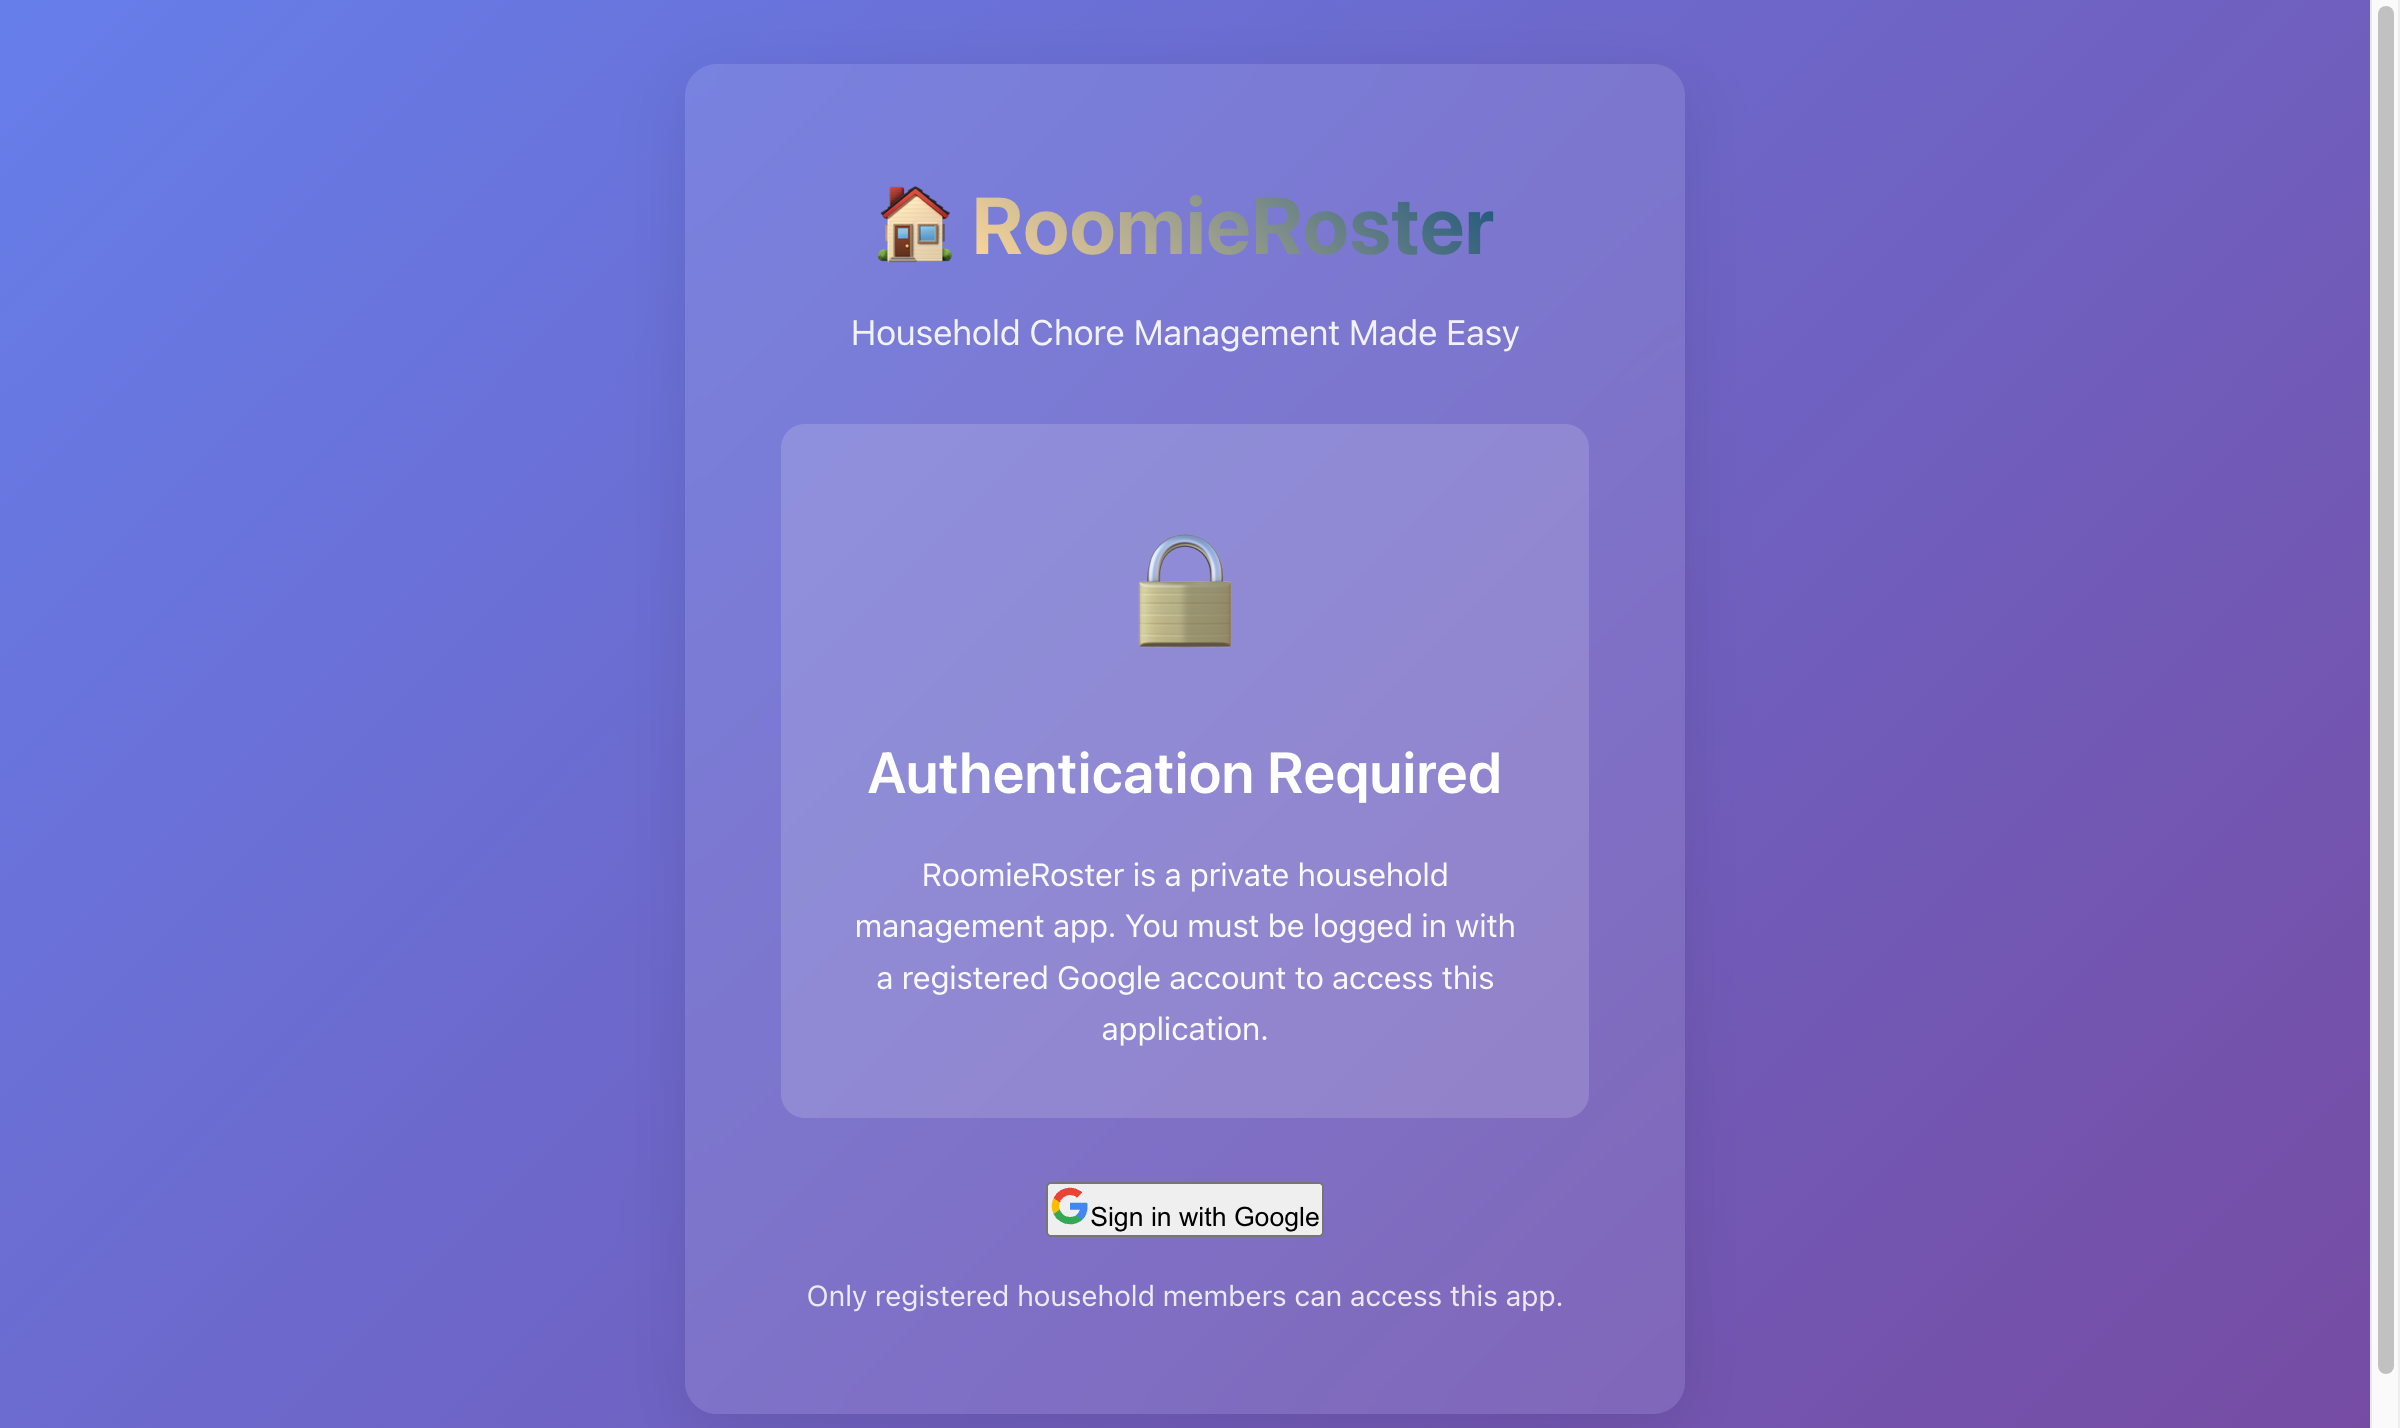 RoomieRoster
Household Chore Management Made Easy
Authentication Required
RoomieRoster is a private household
management app. You must be logged in with
a registered Google account to access this
application.
Sign in with Google
Only registered household members can access this app.